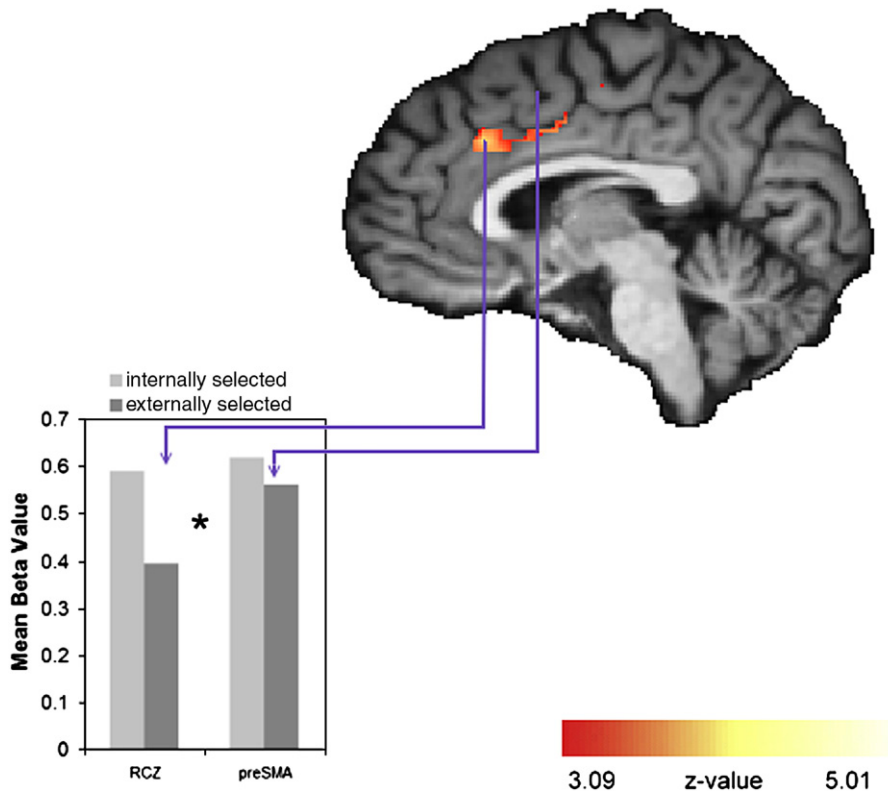 internally selected
externally selected
0.7
0.6
0.5
0.4
0.3
0.2
0.1
0
Mean Beta Value
*
RCZ preSMA
3.09 z-value 5.01